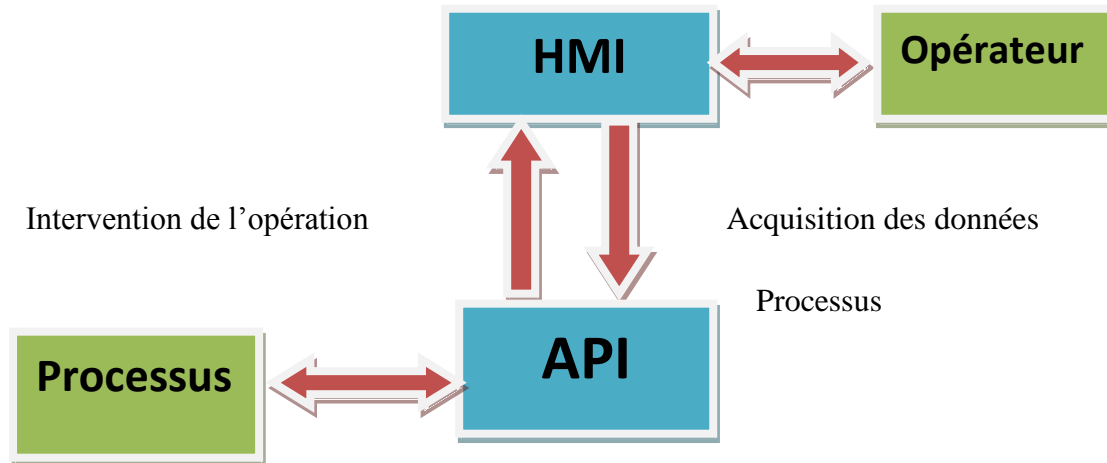 HMI
Opérateur
Intervention de l’opération
Acquisition des données
Processus
API
Processus